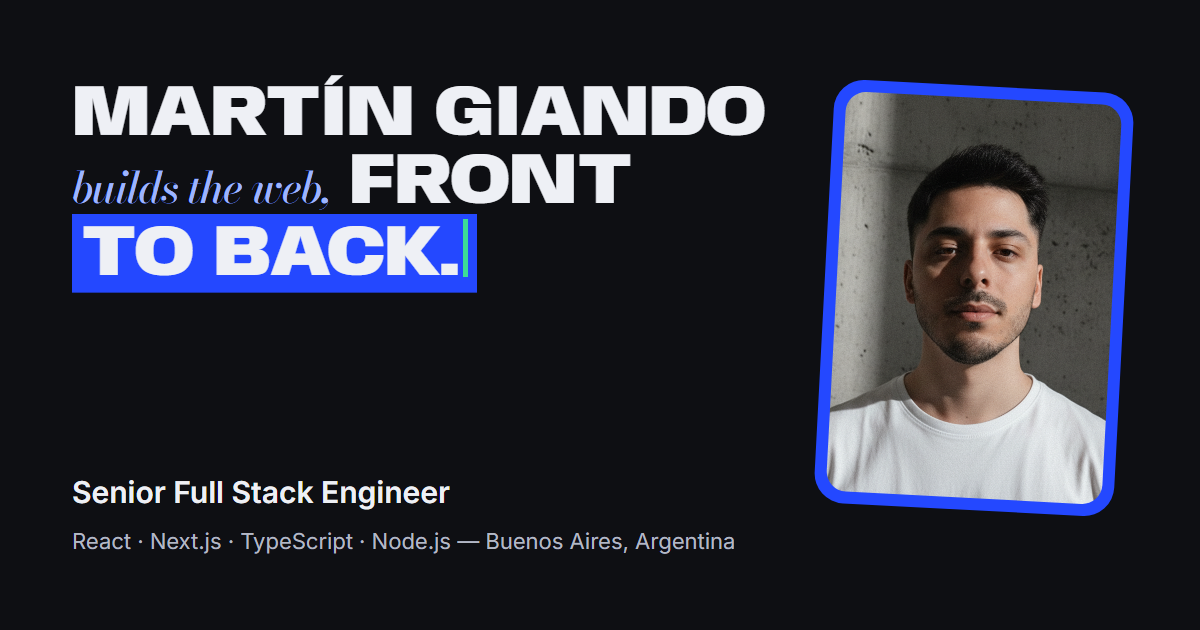 MARTÍN GIANDO
builds the web, FRONT
TO BACK.
Senior Full Stack Engineer
React · Next.js · TypeScript · Node.js — Buenos Aires, Argentina